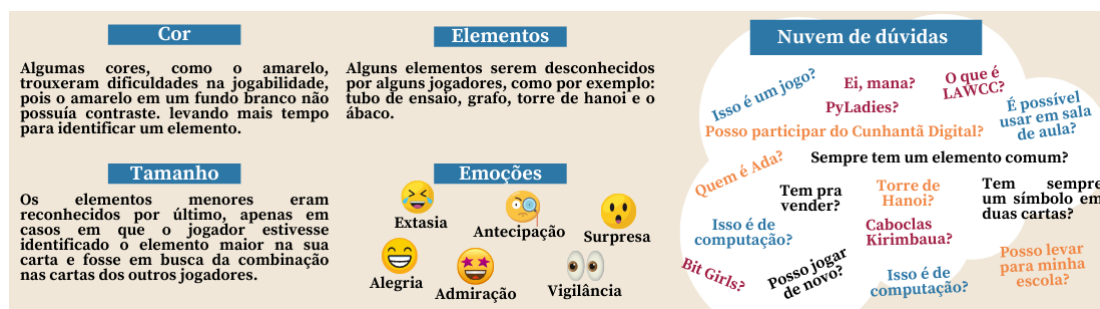 Cor
Algumas cores, como o amarelo,
trouxeram dificuldades na jogabilidade,
pois o amarelo em um fundo branco não
possuía contraste. levando mais tempo
para identificar um elemento.
Tamanho
Os elementos menores eram
reconhecidos por último, apenas em
casos em que o jogador estivesse
identificado o elemento maior na sua
carta e fosse em busca da combinação
nas cartas dos outros jogadores.
Elementos
Alguns elementos serem desconhecidos
por alguns jogadores, como por exemplo:
tubo de ensaio, grafo, torre de hanoi e o
ábaco.
Emoções
Extasia
Antecipação
Surpresa
Alegria
Admiração
Vigilância
Nuvem de dúvidas
Isso é um jogo?
Ei, mana?
O que é
LAWCC?
PyLadies?
É possível
usar em sala
de aula?
Posso participar do Cunhantã Digital?
Quem é Ada?
Sempre tem um elemento comum?
Tem pra
vender?
Torre de
Hanoi?
Tem sempre
um símbolo em
duas cartas?
Isso é de
computação?
Caboclas
Kirimbaua?
Bit Girls?
Posso jogar
de novo?
Isso é de
computação?
Posso levar
para minha
escola?